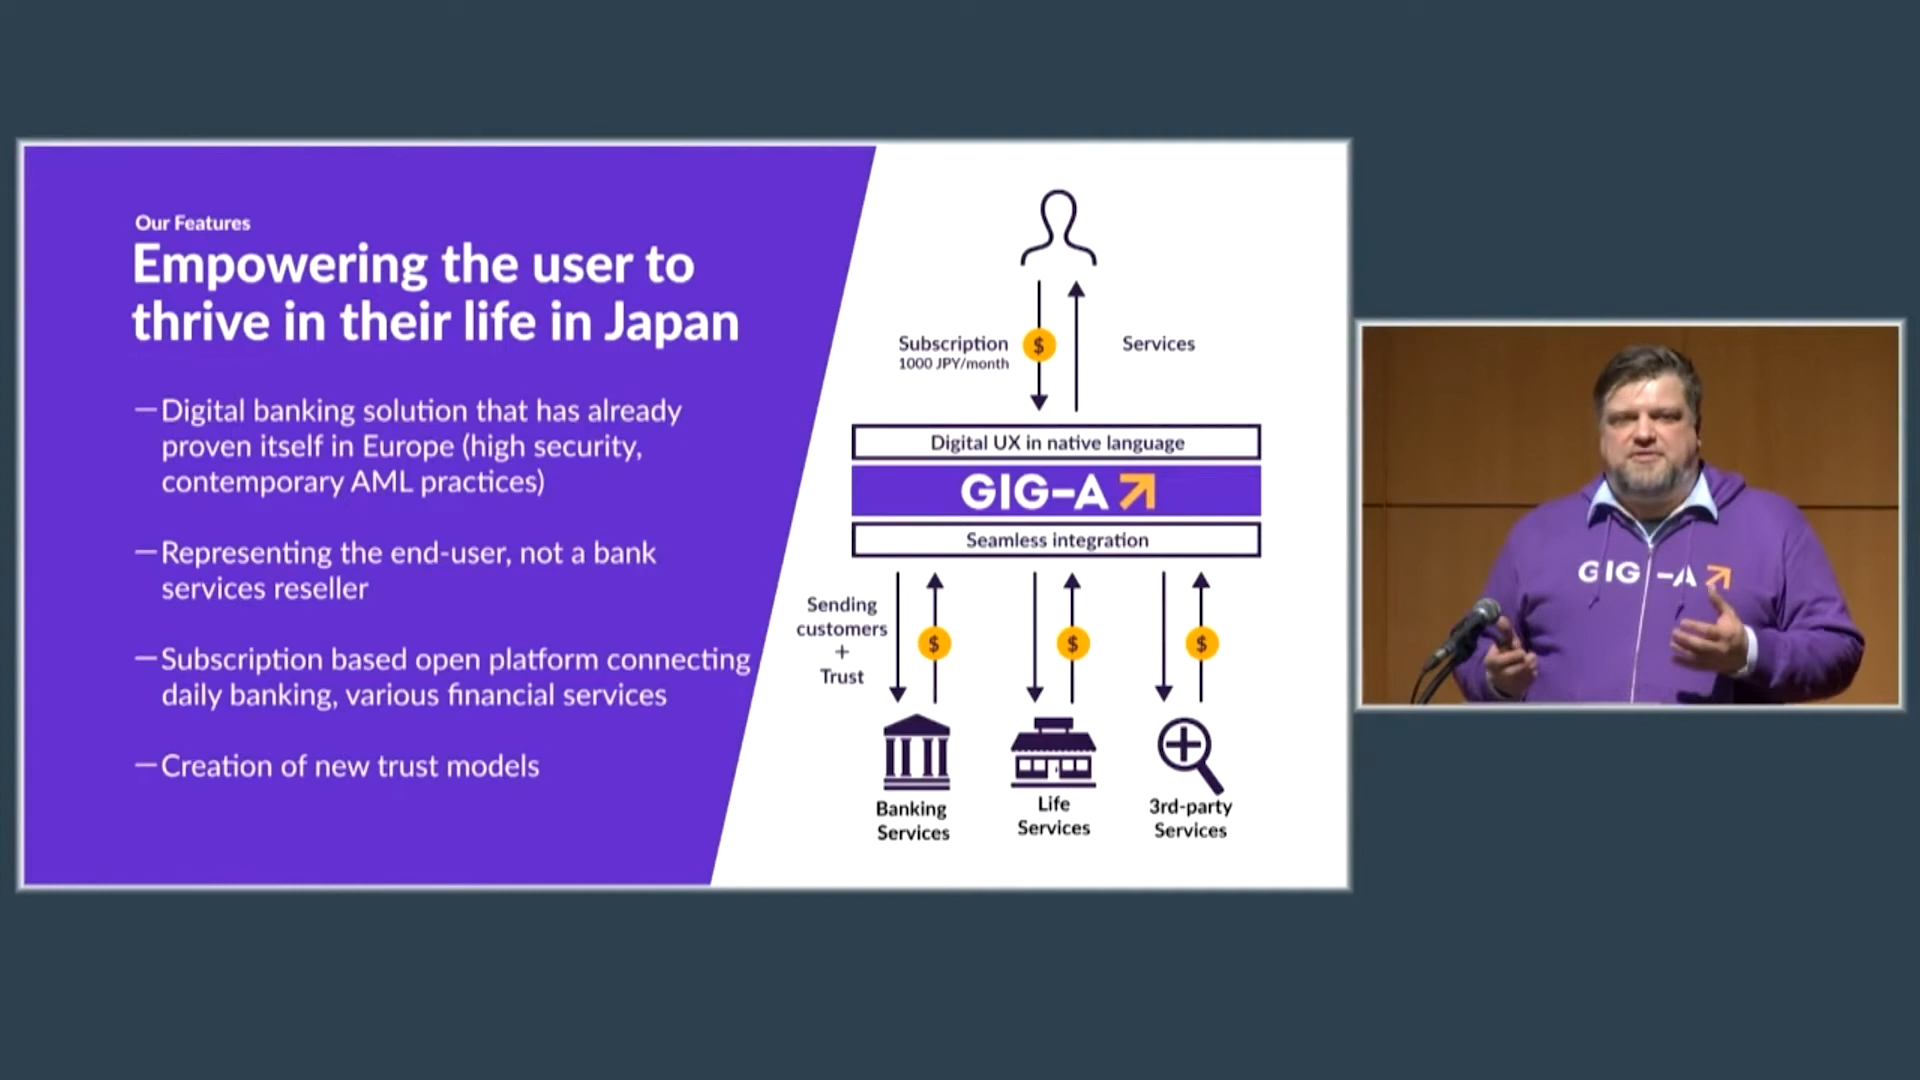 Our Features
Empowering the user to
thrive in their life in Japan
—Digital banking solution that has already
proven itself in Europe (high security,
contemporary AML practices)
—Representing the end-user, not a bank
services reseller
—Subscription based open platform connecting
daily banking, various financial services
—Creation of new trust models
Subscription
1000 JPY/month
$
Services
Digital UX in native language
GIG-A
Seamless integration
Sending
customers
+
Trust
$
$
$
Banking
Services
Life
Services
3rd-party
Services
GIG-A